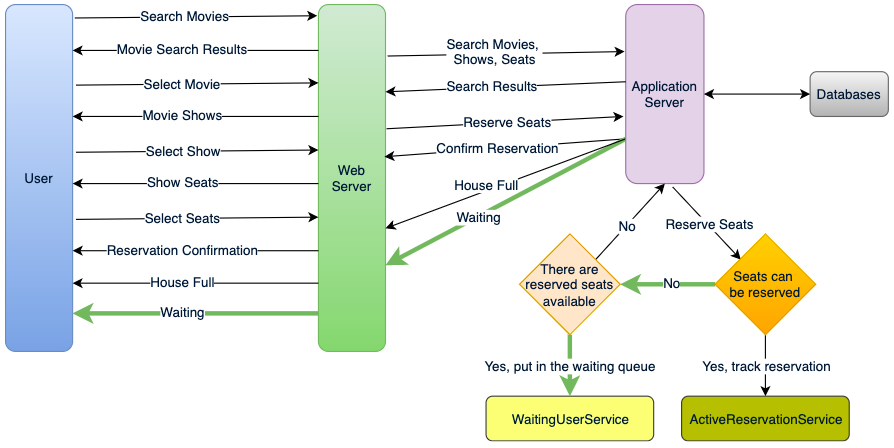 User
Search Movies
Movie Search Results
Select Movie
Movie Shows
Select Show
Show Seats
Select Seats
Reservation Confirmation
House Full
Waiting
Web
Server
Search Movies,
Shows, Seats
Search Results
Reserve Seats
Confirm Reservation
House Full
Waiting
Application
Server
Databases
No
Reserve Seats
There are
reserved seats
available
No
Seats can
be reserved
Yes, put in the waiting queue
Yes, track reservation
WaitingUserService
ActiveReservationService